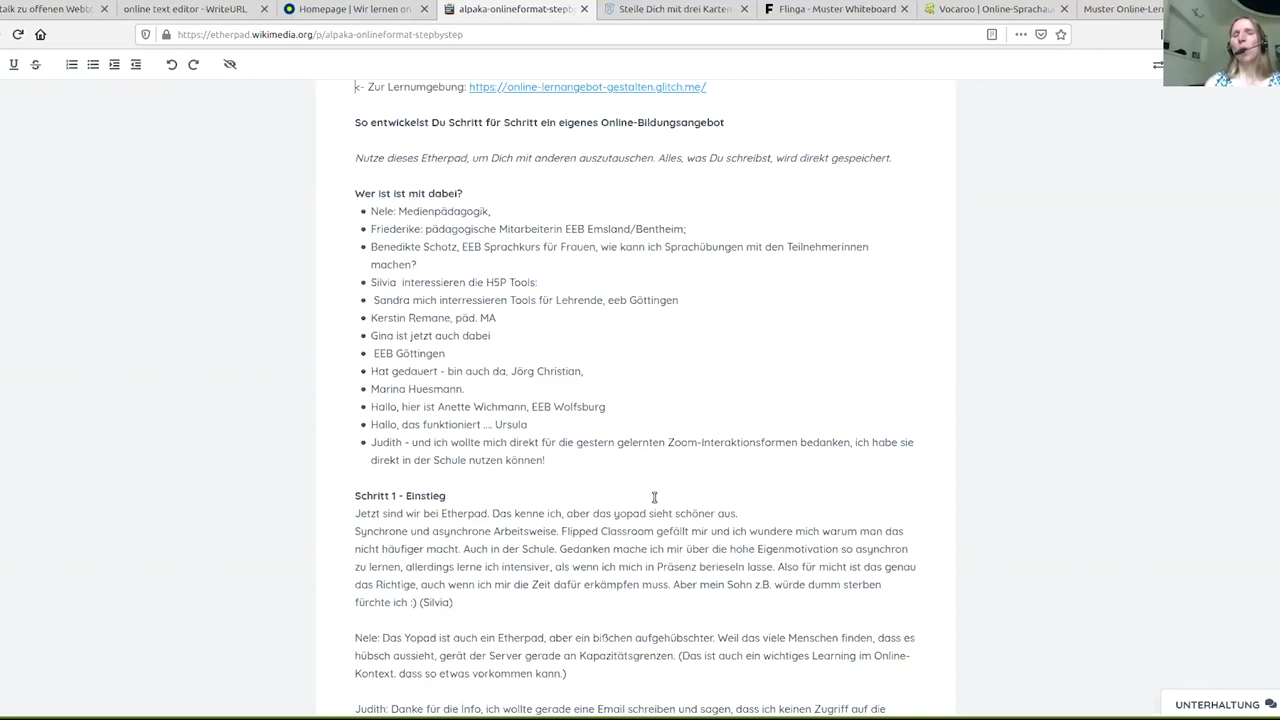 talk zu offenen Webto
online text editor - WriteURL
Homepage | Wir lernen on
alpaka-onlineformat-stepb
Stelle Dich mit drei Karten
Flinga - Muster Whiteboard
Vocaroo | Online-Sprachau
Muster Online-Ler
https://etherpad.wikimedia.org/p/alpaka-onlineformat-stepbystep
<- Zur Lernumgebung: https://online-lernangebot-gestalten.glitch.me/
So entwickelst Du Schritt für Schritt ein eigenes Online-Bildungsangebot
Nutze dieses Etherpad, um Dich mit anderen auszutauschen. Alles, was Du schreibst, wird direkt gespeichert.
Wer ist ist mit dabei?
Nele: Medienpädagogik,
Friederike: pädagogische Mitarbeiterin EEB Emsland/Bentheim;
Benedikte Schotz, EEB Sprachkurs für Frauen, wie kann ich Sprachübungen mit den Teilnehmerinnen
machen?
Silvia interessieren die H5P Tools:
Sandra mich interressieren Tools für Lehrende, eeb Göttingen
Kerstin Remane, päd. MA
Gina ist jetzt auch dabei
EEB Göttingen
Hat gedauert - bin auch da, Jörg Christian,
Marina Huesmann.
Hallo, hier ist Anette Wichmann, EEB Wolfsburg
Hallo, das funktioniert .... Ursula
Judith - und ich wollte mich direkt für die gestern gelernten Zoom-Interaktionsformen bedanken, ich habe sie
direkt in der Schule nutzen können!
Schritt 1 - Einstieg
Jetzt sind wir bei Etherpad. Das kenne ich, aber das yopad sieht schöner aus.
Synchrone und asynchrone Arbeitsweise. Flipped Classroom gefällt mir und ich wundere mich warum man das
nicht häufiger macht. Auch in der Schule. Gedanken mache ich mir über die hohe Eigenmotivation so asynchron
zu lernen, allerdings lerne ich intensiver, als wenn ich mich in Präsenz berieseln lasse. Also für micht ist das genau
das Richtige, auch wenn ich mir die Zeit dafür erkämpfen muss. Aber mein Sohn z.B. würde dumm sterben
fürchte ich :) (Silvia)
Nele: Das Yopad ist auch ein Etherpad, aber ein bißchen aufgehübschter. Weil das viele Menschen finden, dass es
hübsch aussieht, gerät der Server gerade an Kapazitätsgrenzen. (Das ist auch ein wichtiges Learning im Online-
Kontext. dass so etwas vorkommen kann.)
Judith: Danke für die Info, ich wollte gerade eine Email schreiben und sagen, dass ich keinen Zugriff auf die
UNTERHALTUNG